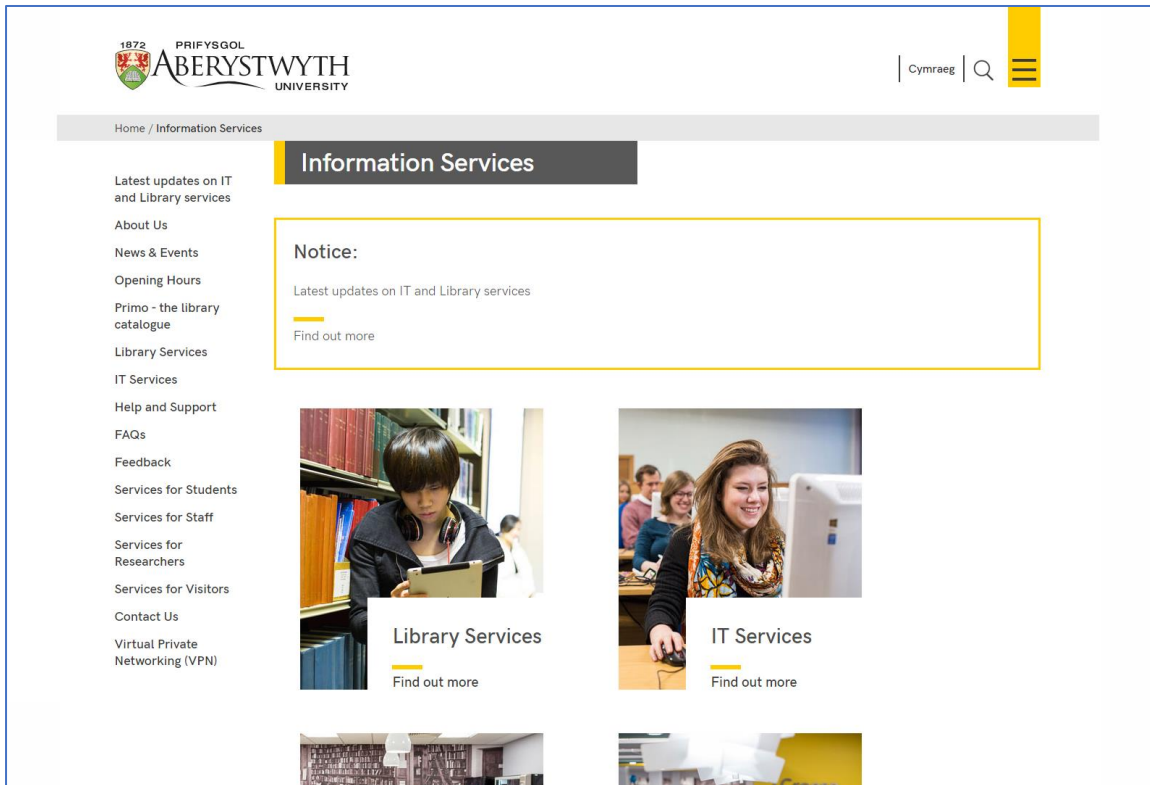 1872
PRIFYSGOL
ABERYSTWYTH
UNIVERSITY
Cymraeg
Home / Information Services
Information Services
Latest updates on IT
and Library services
About Us
News & Events
Opening Hours
Primo - the library
catalogue
Library Services
IT Services
Help and Support
FAQs
Feedback
Services for Students
Services for Staff
Services for
Researchers
Services for Visitors
Contact Us
Virtual Private
Networking (VPN)
Notice:
Latest updates on IT and Library services
Find out more
Library Services
Find out more
IT Services
Find out more